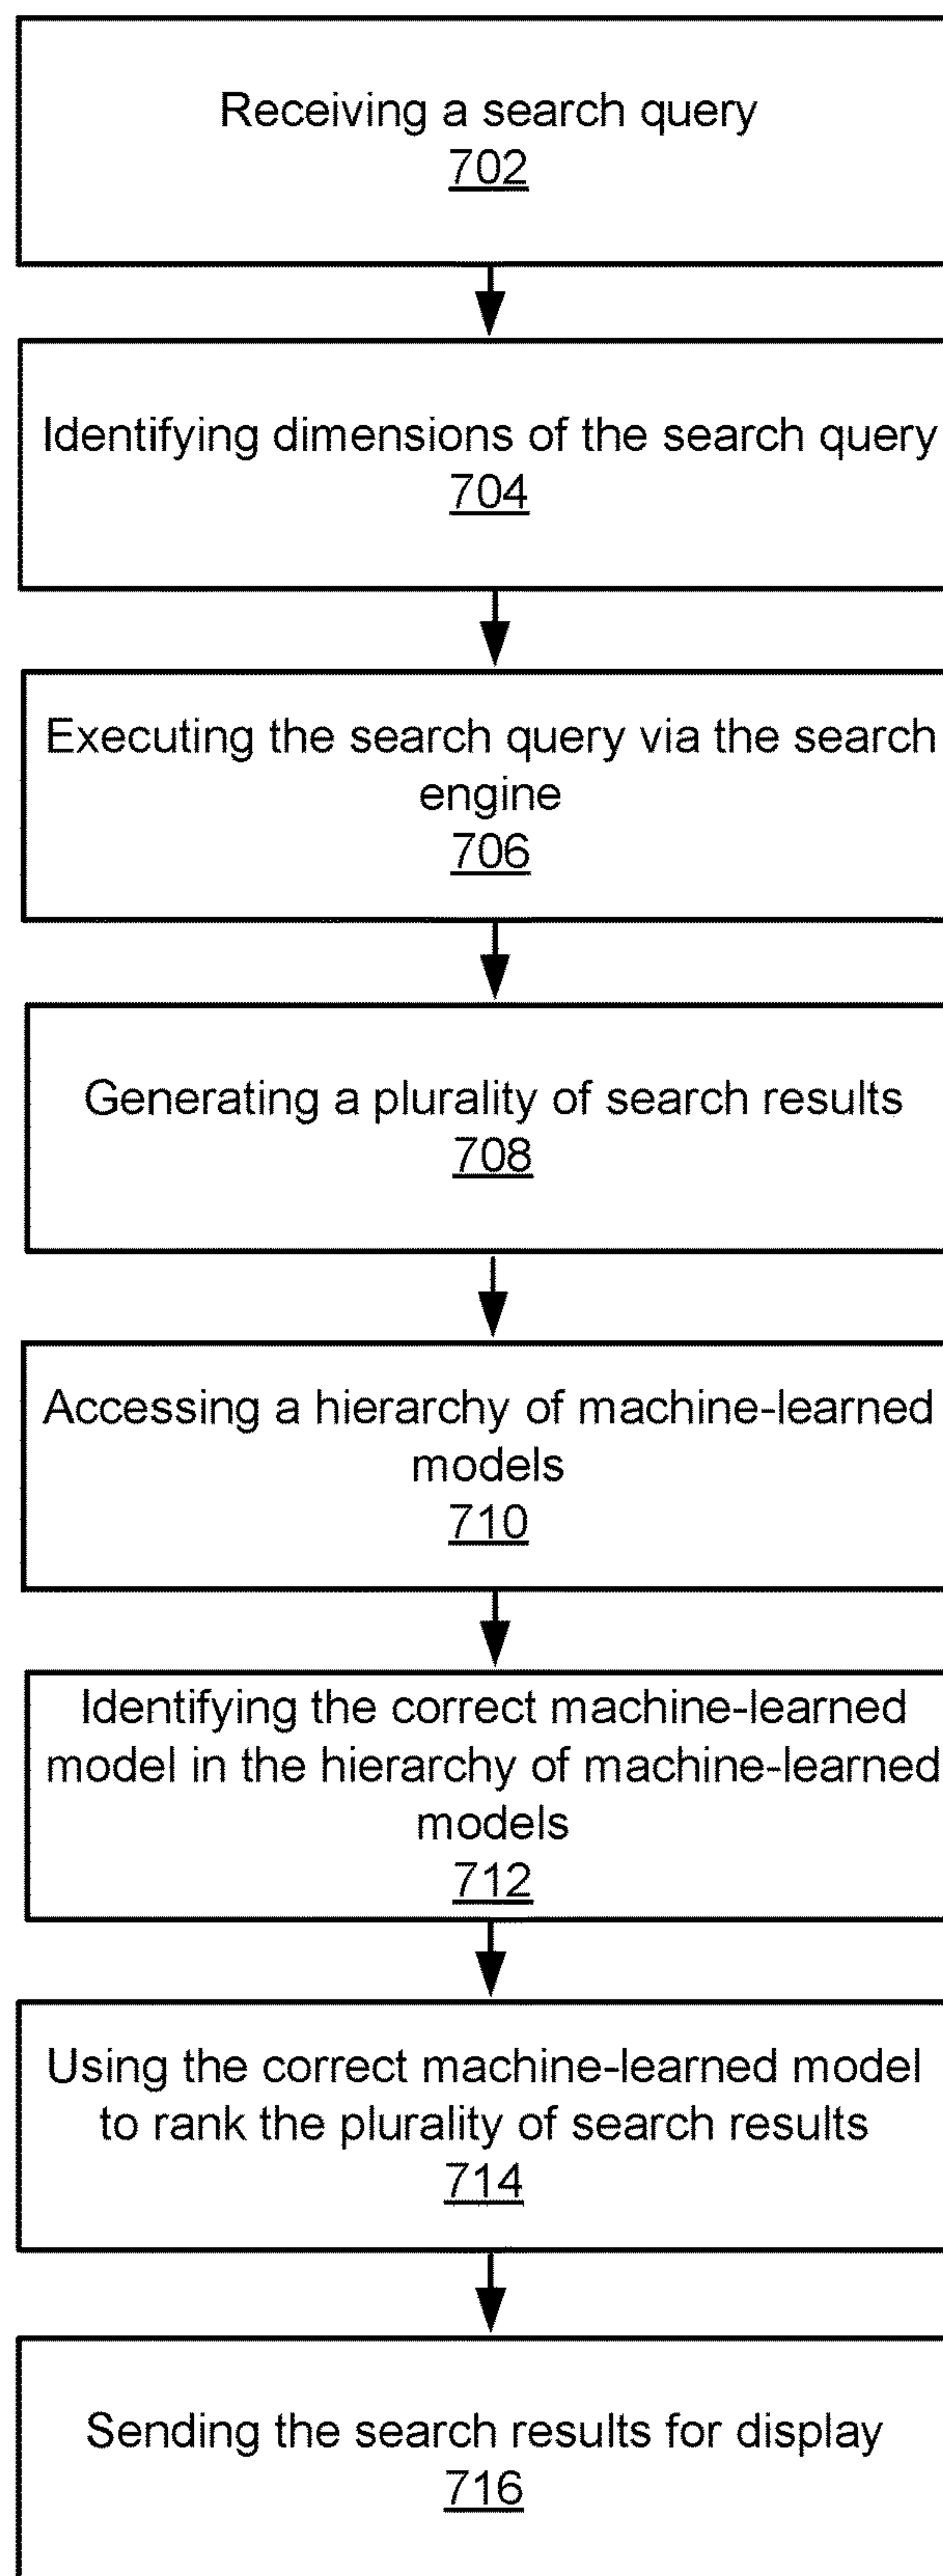 Receiving a search query
702
Identifying dimensions of the search query
704
Executing the search query via the search
engine
706
Generating a plurality of search results
708
Accessing a hierarchy of machine-learned
models
710
Identifying the correct machine-learned
model in the hierarchy of machine-learned
models
712
Using the correct machine-learned model
to rank the plurality of search results
714
Sending the search results for display
716